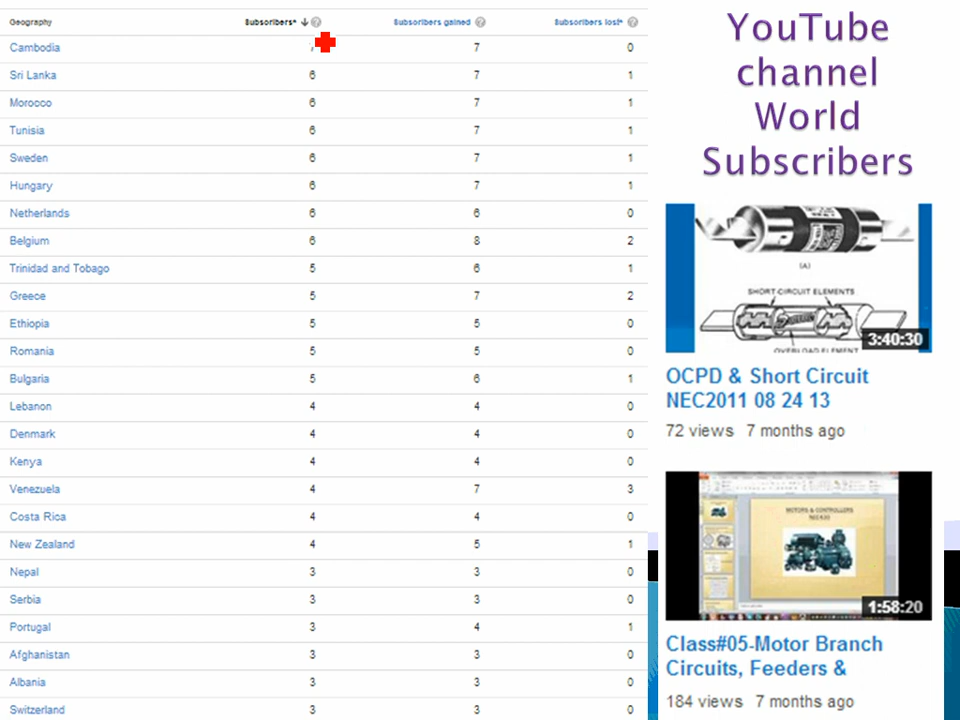 Geography Subscribers* Subscribers gained Subscribers lost*
Cambodia 7 0
Sri Lanka 6 7 1
Morocco 6 7 1
Tunisia 6 7 1
Sweden 6 7 1
Hungary 6 7 1
Netherlands 6 6 0
Belgium 6 8 2
Trinidad and Tobago 5 6 1
Greece 5 7 2
Ethiopia 5 5 0
Romania 5 5 0
Bulgaria 5 6 1
Lebanon 4 4 0
Denmark 4 4 0
Kenya 4 4 0
Venezuela 4 7 3
Costa Rica 4 4 0
New Zealand 4 5 1
Nepal 3 3 0
Serbia 3 3 0
Portugal 3 4 1
Afghanistan 3 3 0
Albania 3 3 0
Switzerland 3 3 0
YouTube
channel
World
Subscribers
(A)
SHORT CIRCUIT ELEMENTS
OVERLOAD ELEMENT
3:40:30
OCPD & Short Circuit
NEC2011 08 24 13
72 views 7 months ago
MOTORS & CONTROLLERS
1:58:20
Class#05-Motor Branch
Circuits, Feeders &
184 views 7 months ago